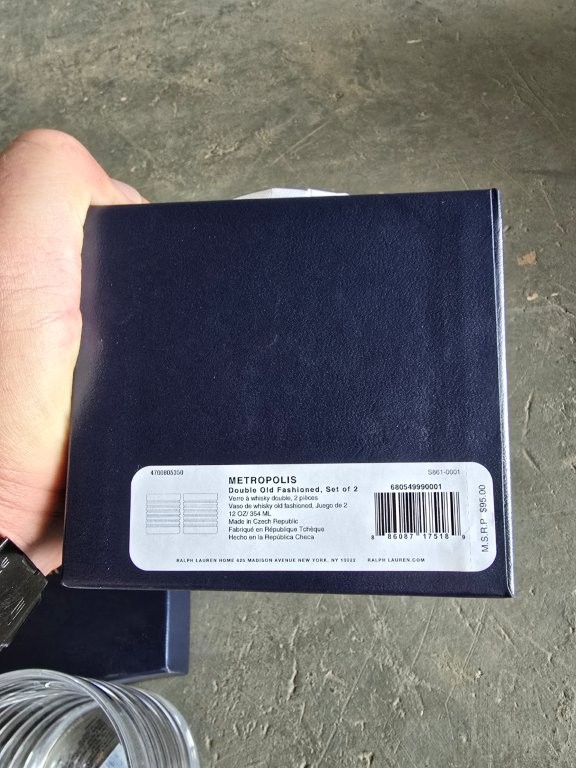 4700805350
S861-0001
METROPOLIS
Double Old Fashioned, Set of 2
Verre à whisky double, 2 pièces
Vaso de whisky old fashioned, Juego de 2
12 OZ/ 354 ML
Made in Czech Republic
Fabriqué en République Tchèque
Hecho en la República Checa
680549990001
8 86087 17518 9
M.S.R.P. $95.00
RALPH LAUREN HOME 625 MADISON AVENUE NEW YORK, NY 10022 RALPH LAUREN.COM